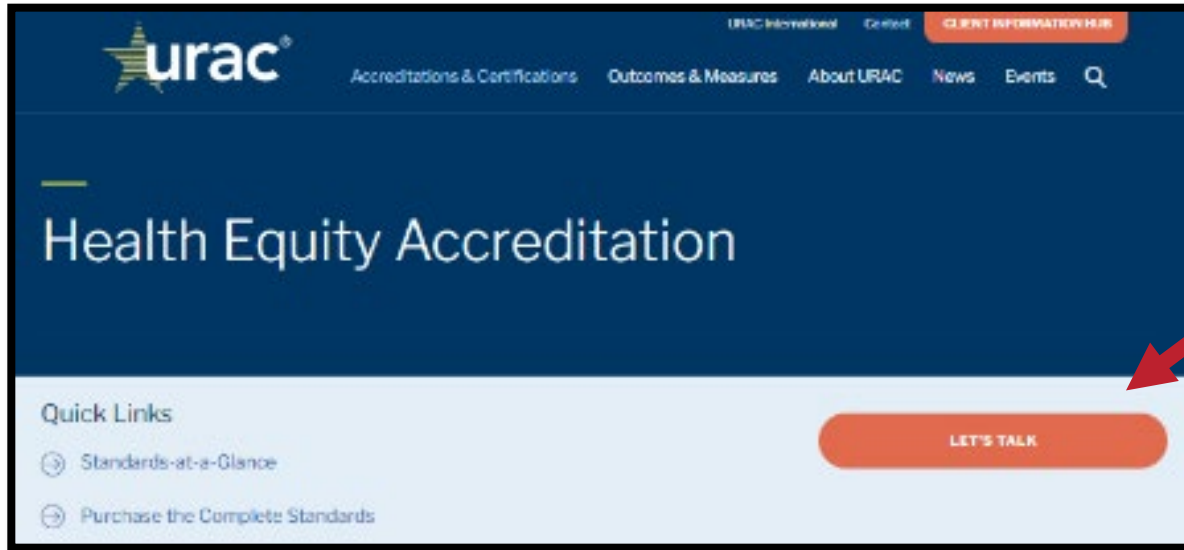 URAC International Contact CLIENT INFORMATION HUB
urac®
Accreditations & Certifications Outcomes & Measures About URAC News Events
Health Equity Accreditation
Quick Links
LET'S TALK
Standards-at-a-Glance
Purchase the Complete Standards